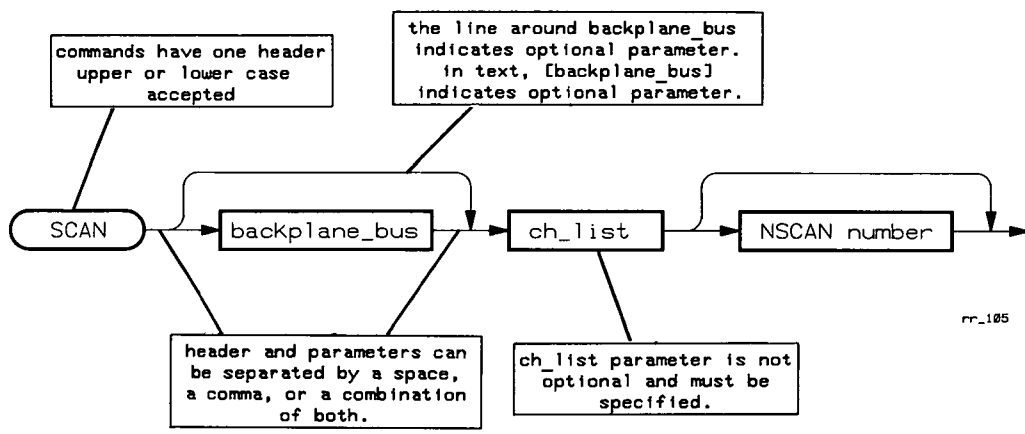 commands have one header
upper or lower case
accepted
the line around backplane_bus
indicates optional parameter.
in text, [backplane_bus]
indicates optional parameter.
SCAN
backplane_bus
ch_list
NSCAN number
rr_105
header and parameters can
be separated by a space,
a comma, or a combination
of both.
ch_list parameter is not
optional and must be
specified.